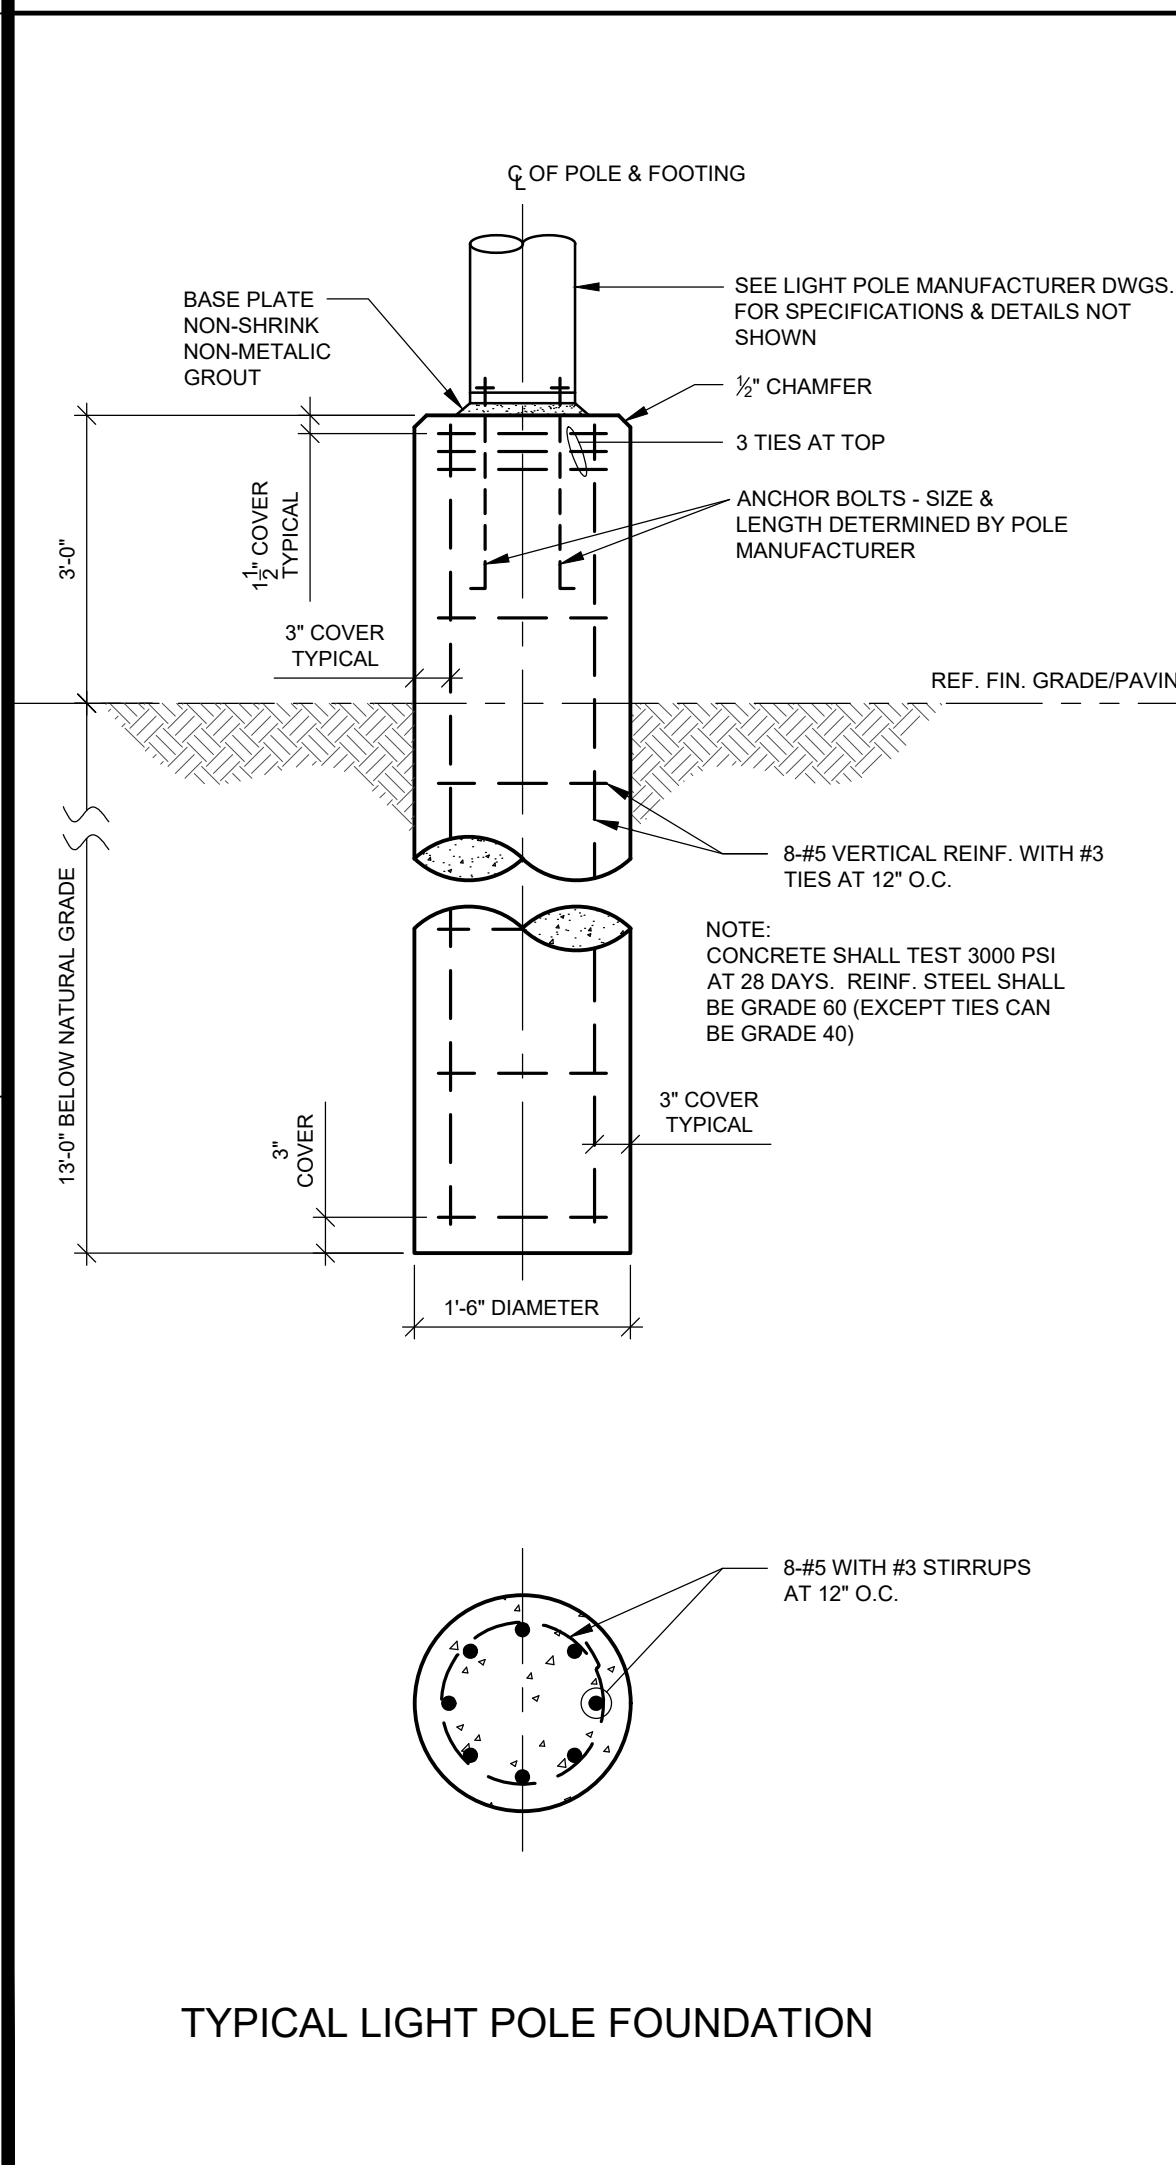 ℄ OF POLE & FOOTING
BASE PLATE
NON-SHRINK
NON-METALIC
GROUT
SEE LIGHT POLE MANUFACTURER DWGS.
FOR SPECIFICATIONS & DETAILS NOT
SHOWN
½" CHAMFER
3 TIES AT TOP
ANCHOR BOLTS - SIZE &
LENGTH DETERMINED BY POLE
MANUFACTURER
3'-0"
1½" COVER
TYPICAL
3" COVER
TYPICAL
REF. FIN. GRADE/PAVIN
8-#5 VERTICAL REINF. WITH #3
TIES AT 12" O.C.
NOTE:
CONCRETE SHALL TEST 3000 PSI
AT 28 DAYS. REINF. STEEL SHALL
BE GRADE 60 (EXCEPT TIES CAN
BE GRADE 40)
13'-0" BELOW NATURAL GRADE
3"
COVER
3" COVER
TYPICAL
1'-6" DIAMETER
8-#5 WITH #3 STIRRUPS
AT 12" O.C.
TYPICAL LIGHT POLE FOUNDATION